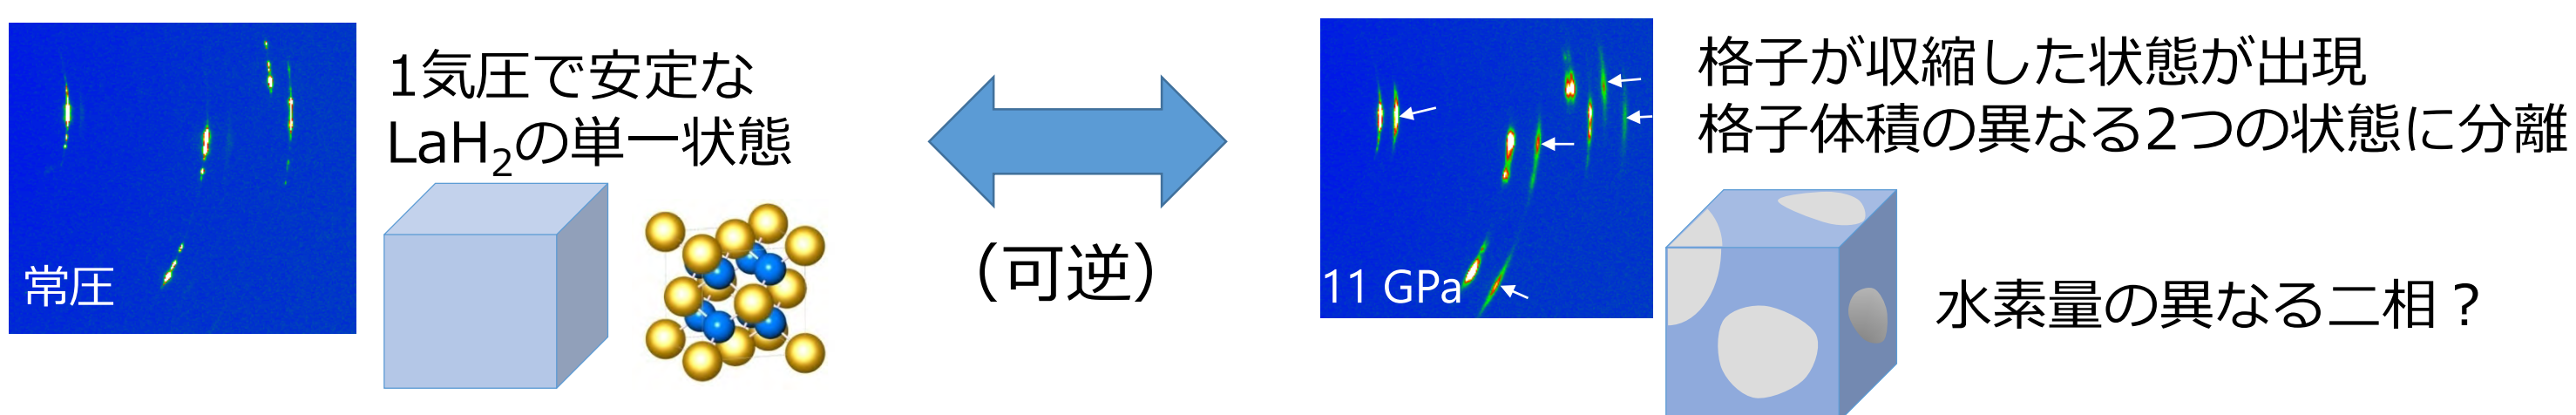 常圧
1気圧で安定な
LaH₂の単一状態
（可逆）
11 GPa
格子が収縮した状態が出現
格子体積の異なる2つの状態に分離
水素量の異なる二相？